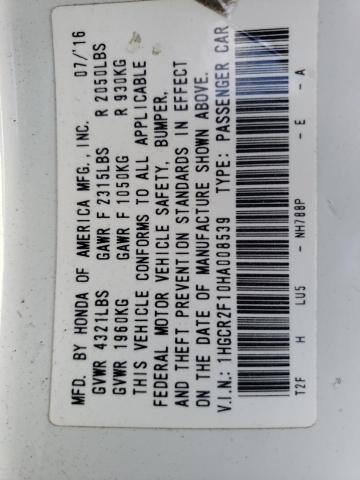 MFD. BY HONDA OF AMERICA MFG., INC. 07/'16
GVWR 4321LBS GAWR F 2315LBS R 2050LBS
GVWR 1960KG GAWR F 1050KG R 930KG
THIS VEHICLE CONFORMS TO ALL APPLICABLE
FEDERAL MOTOR VEHICLE SAFETY, BUMPER,
AND THEFT PREVENTION STANDARDS IN EFFECT
ON THE DATE OF MANUFACTURE SHOWN ABOVE.
V.I.N.: 1HGCR2F10HA008539 TYPE: PASSENGER CAR
T2F H LU5 - NH788P - E - A